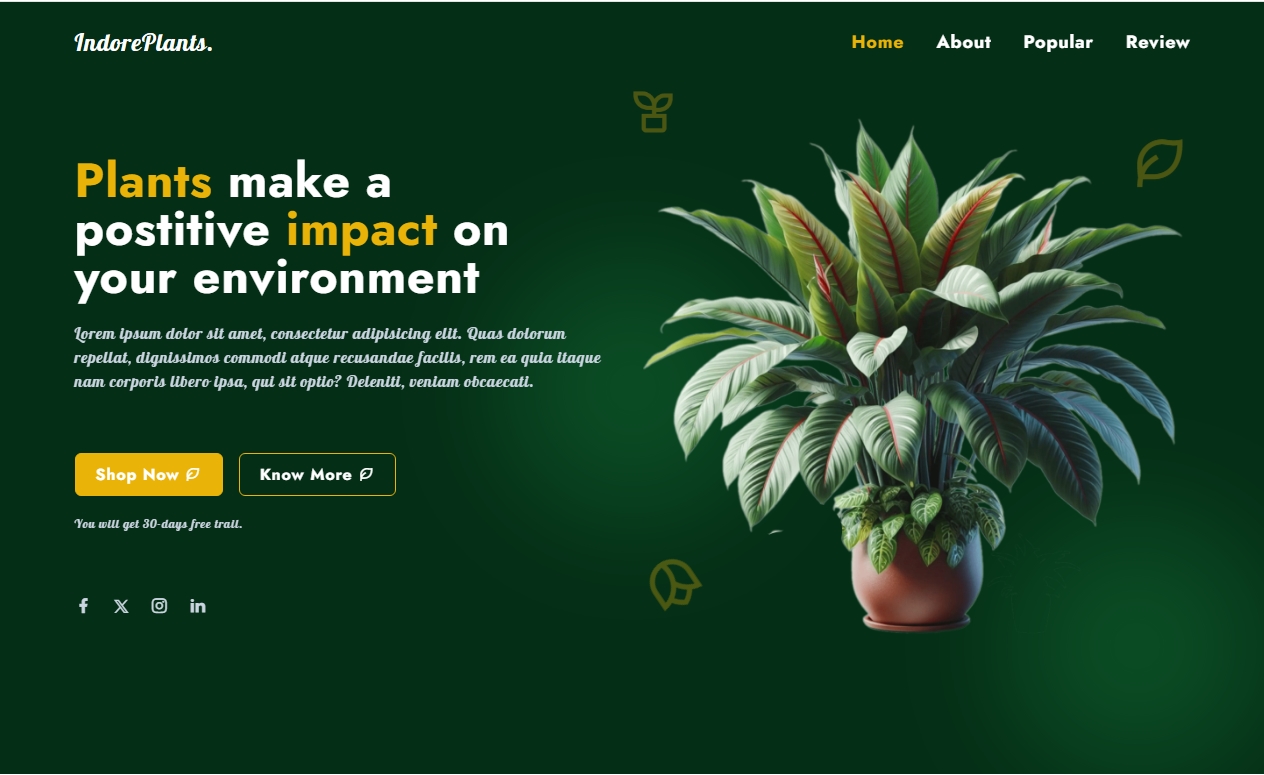 IndorePlants.
Home About Popular Review
Plants make a
postitive impact on
your environment
Lorem ipsum dolor sit amet, consectetur adipisicing elit. Quas dolorum
repellat, dignissimos commodi atque recusandae facilis, rem ea quia itaque
nam corporis libero ipsa, qui sit optio? Deleniti, veniam obcaecati.
Shop Now Know More
You will get 30-days free trail.